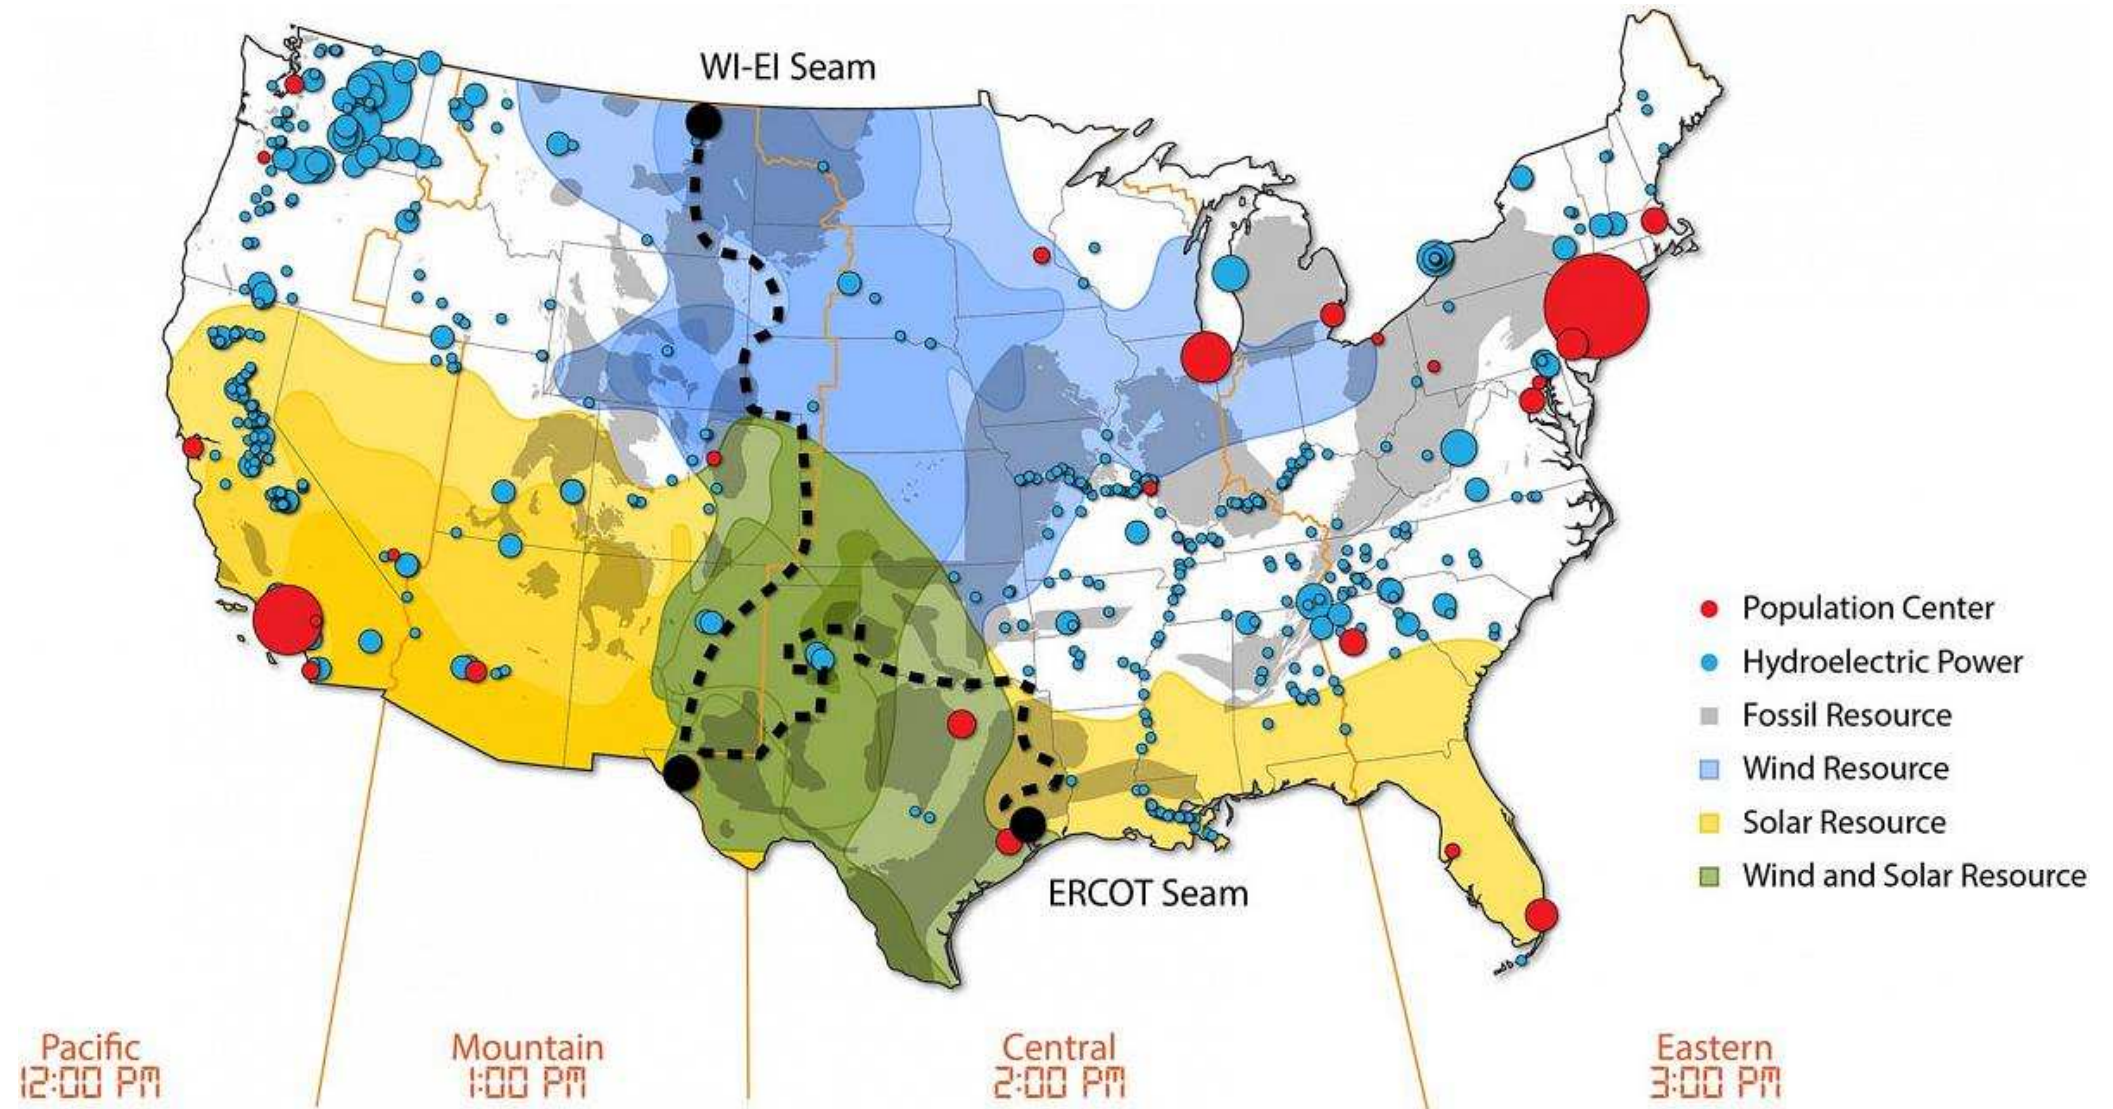 WI-EI Seam
Population Center
Hydroelectric Power
Fossil Resource
Wind Resource
Solar Resource
Wind and Solar Resource
ERCOT Seam
Pacific
12:00 PM
Mountain
1:00 PM
Central
2:00 PM
Eastern
3:00 PM